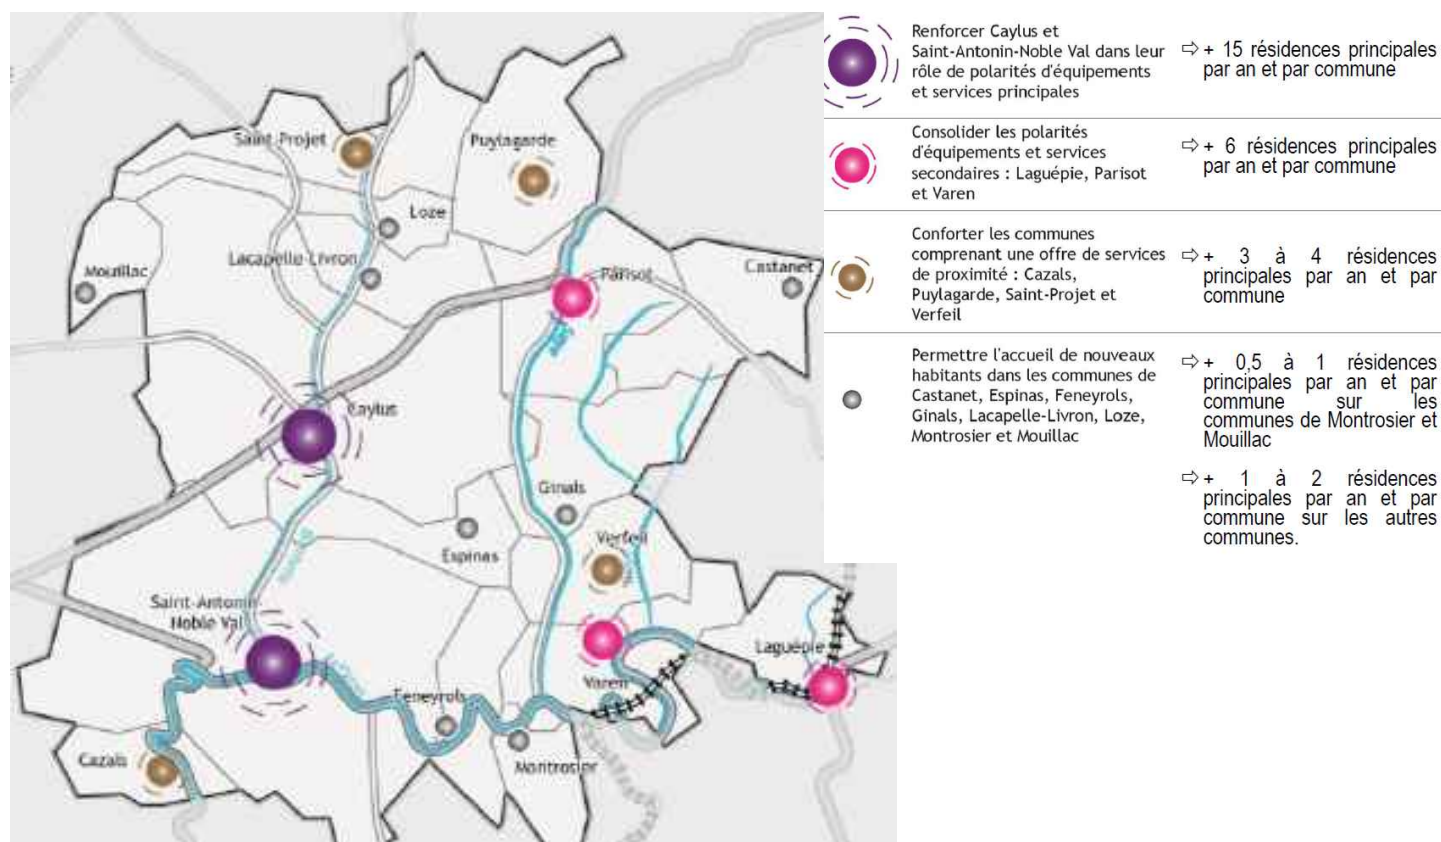 Saint-Projet
Puylagarde
Loze
Lacapelle-Livron
Mouillac
Parisot
Castanet
Caylus
Ginals
Espinas
Verfeil
Saint-Antonin-
Noble Val
Laguépie
Varen
Feneyrols
Cazals
Montrosier
Renforcer Caylus et
Saint-Antonin-Noble Val dans leur
rôle de polarités d'équipements
et services principales
⇨ + 15 résidences principales
par an et par commune
Consolider les polarités
d'équipements et services
secondaires : Laguépie, Parisot
et Varen
⇨ + 6 résidences principales
par an et par commune
Conforter les communes
comprenant une offre de services
de proximité : Cazals,
Puylagarde, Saint-Projet et
Verfeil
⇨ + 3 à 4 résidences
principales par an et par
commune
Permettre l'accueil de nouveaux
habitants dans les communes de
Castanet, Espinas, Feneyrols,
Ginals, Lacapelle-Livron, Loze,
Montrosier et Mouillac
⇨ + 0,5 à 1 résidences
principales par an et par
commune sur les
communes de Montrosier et
Mouillac
⇨ + 1 à 2 résidences
principales par an et par
commune sur les autres
communes.